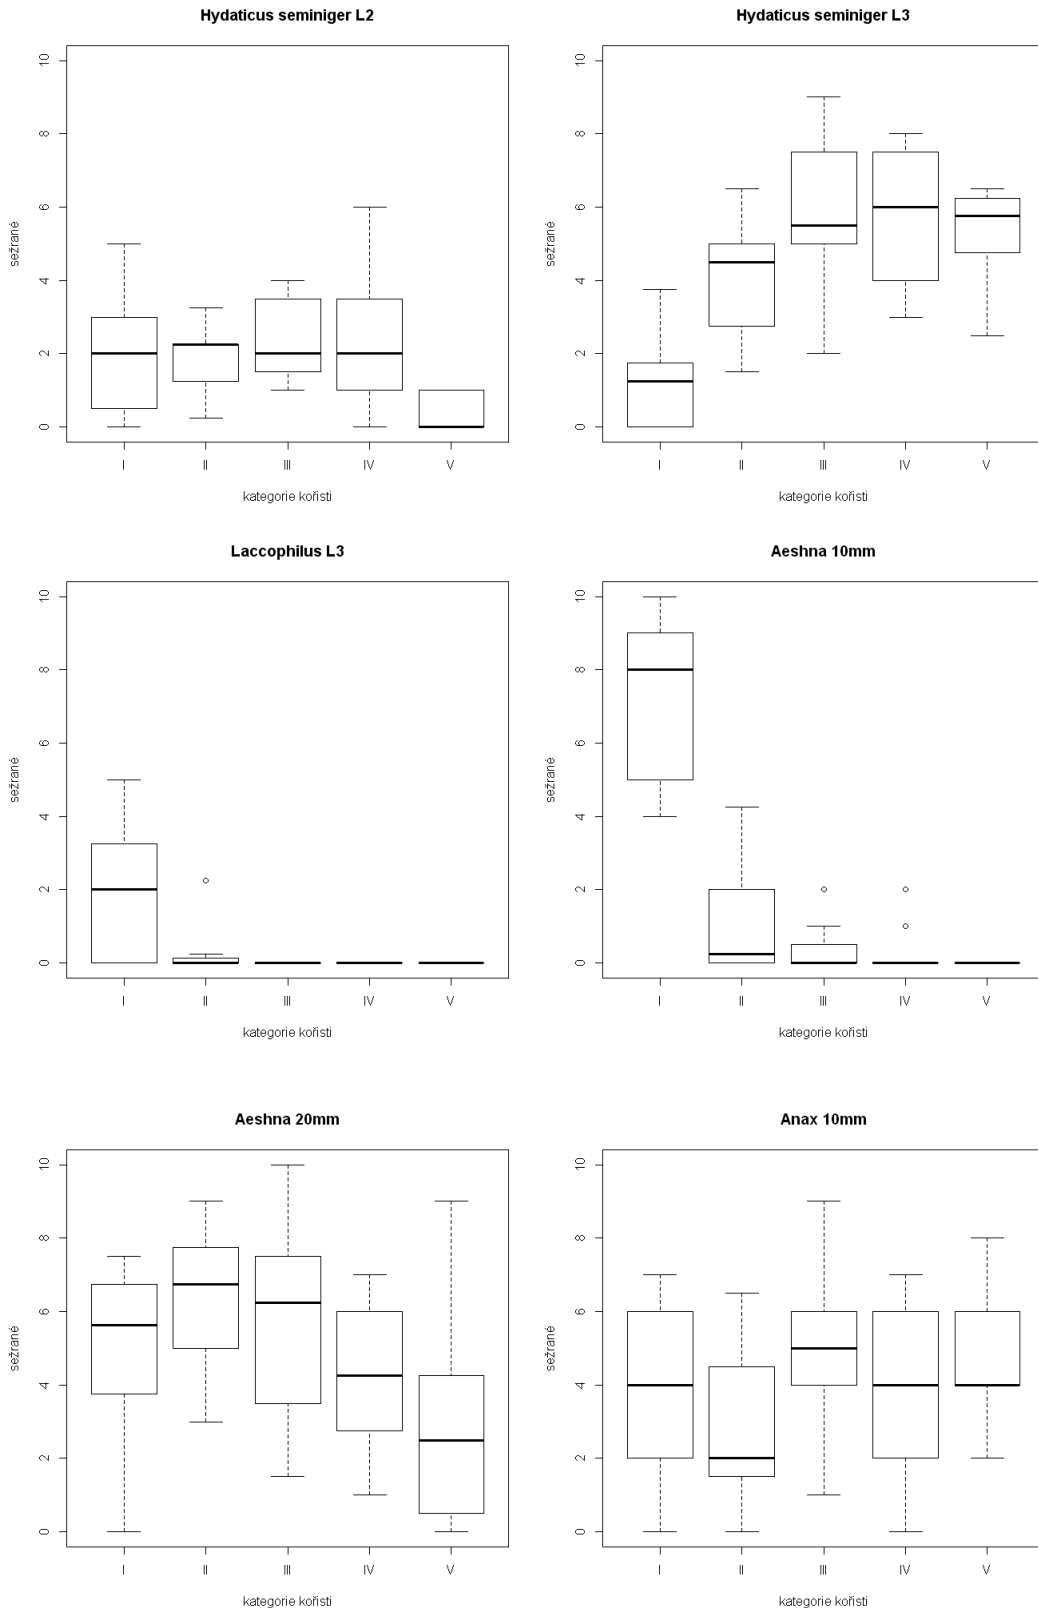 Hydaticus seminiger L2
10
8
6
4
2
0
sežrané
I II III IV V
kategorie kořisti
Hydaticus seminiger L3
10
8
6
4
2
0
sežrané
I II III IV V
kategorie kořisti
Laccophilus L3
10
8
6
4
2
0
sežrané
I II III IV V
kategorie kořisti
Aeshna 10mm
10
8
6
4
2
0
sežrané
I II III IV V
kategorie kořisti
Aeshna 20mm
10
8
6
4
2
0
sežrané
I II III IV V
kategorie kořisti
Anax 10mm
10
8
6
4
2
0
sežrané
I II III IV V
kategorie kořisti